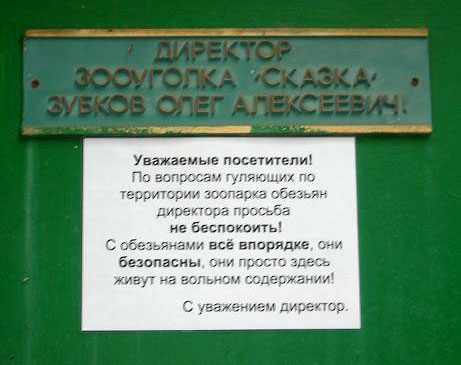 ДИРЕКТОР
ЗООУГОЛКА "СКАЗКА"
ЗУБКОВ ОЛЕГ АЛЕКСЕЕВИЧ
Уважаемые посетители!
По вопросам гуляющих по
территории зоопарка обезьян
директора просьба
не беспокоить!
С обезьянами всё впорядке, они
безопасны, они просто здесь
живут на вольном содержании!
С уважением директор.